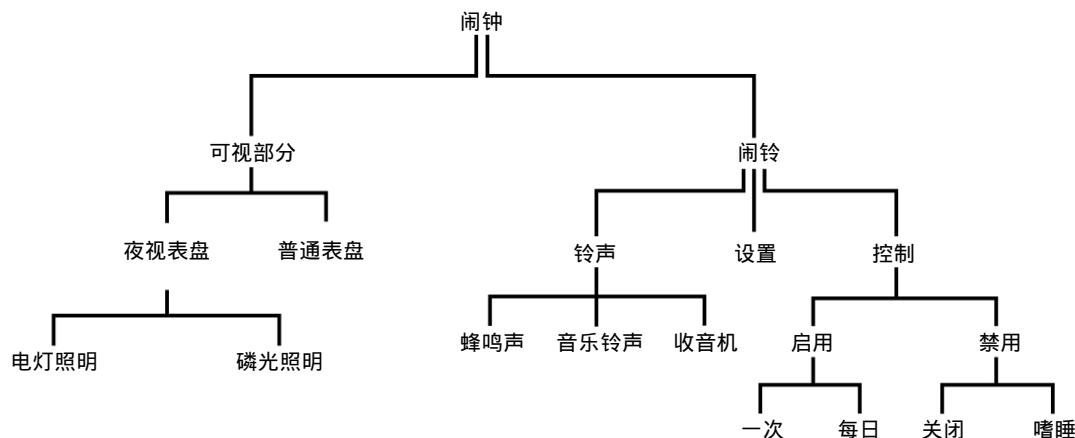 闹钟
可视部分
闹铃
夜视表盘
普通表盘
铃声
设置
控制
电灯照明
磷光照明
蜂鸣声
音乐铃声
收音机
启用
禁用
一次
每日
关闭
嗜睡